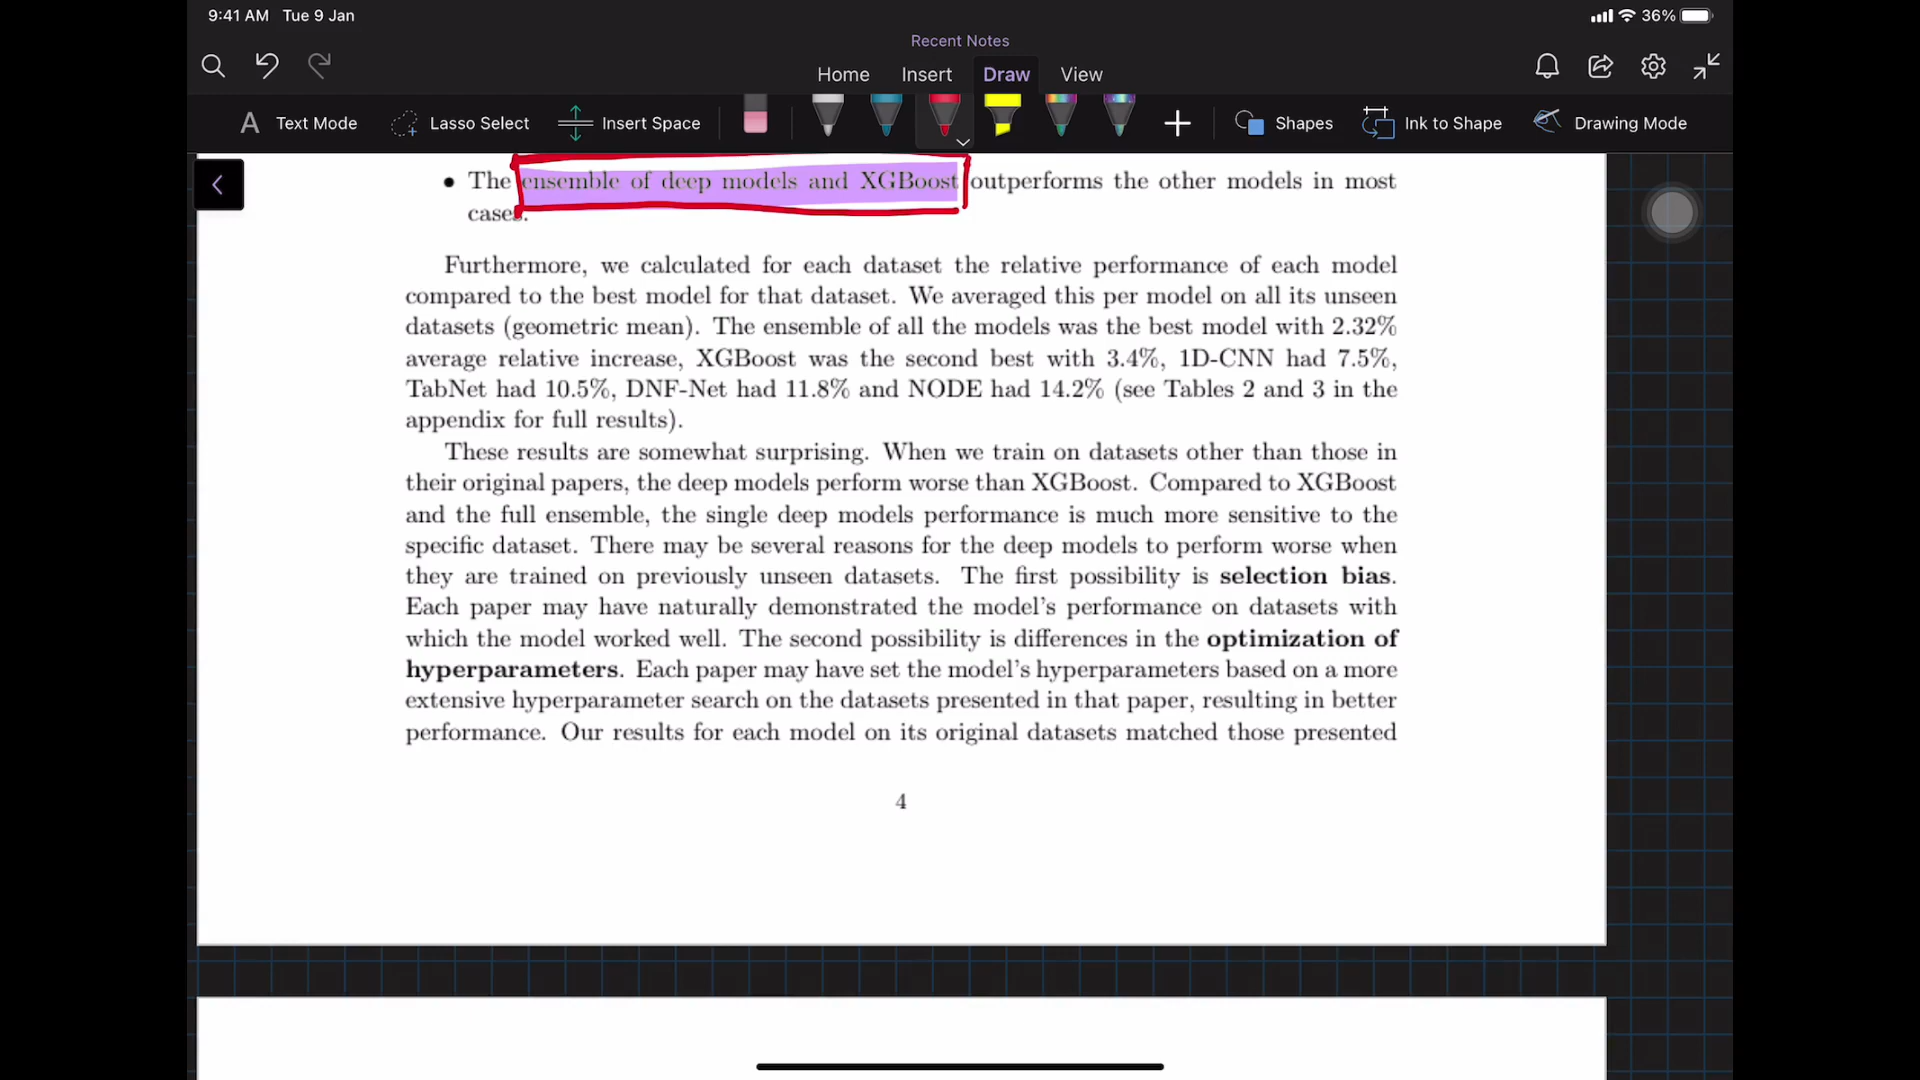 9:41 AM Tue 9 Jan
36%
Recent Notes
Home Insert Draw View
Text Mode Lasso Select Insert Space Shapes Ink to Shape Drawing Mode
• The ensemble of deep models and XGBoost outperforms the other models in most
cases.
Furthermore, we calculated for each dataset the relative performance of each model
compared to the best model for that dataset. We averaged this per model on all its unseen
datasets (geometric mean). The ensemble of all the models was the best model with 2.32%
average relative increase, XGBoost was the second best with 3.4%, 1D-CNN had 7.5%,
TabNet had 10.5%, DNF-Net had 11.8% and NODE had 14.2% (see Tables 2 and 3 in the
appendix for full results).
These results are somewhat surprising. When we train on datasets other than those in
their original papers, the deep models perform worse than XGBoost. Compared to XGBoost
and the full ensemble, the single deep models performance is much more sensitive to the
specific dataset. There may be several reasons for the deep models to perform worse when
they are trained on previously unseen datasets. The first possibility is selection bias.
Each paper may have naturally demonstrated the model's performance on datasets with
which the model worked well. The second possibility is differences in the optimization of
hyperparameters. Each paper may have set the model's hyperparameters based on a more
extensive hyperparameter search on the datasets presented in that paper, resulting in better
performance. Our results for each model on its original datasets matched those presented
4